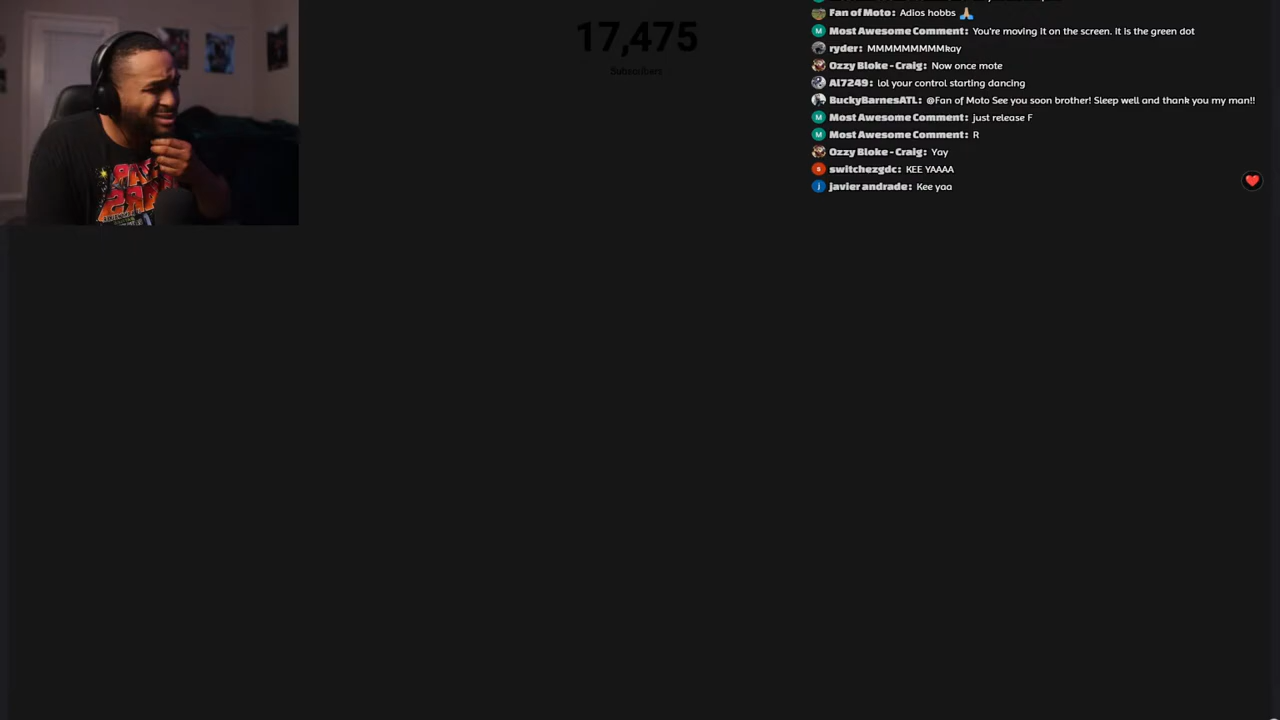 17,475
Subscribers
Fan of Moto: Adios hobbs 🙏
Most Awesome Comment: You're moving it on the screen. It is the green dot
ryder: MMMMMMMMMkay
Ozzy Bloke - Craig: Now once mote
Al7249: lol your control starting dancing
BuckyBarnesATL: @Fan of Moto See you soon brother! Sleep well and thank you my man!!
Most Awesome Comment: just release F
Most Awesome Comment: R
Ozzy Bloke - Craig: Yay
switchezgdc: KEE YAAAA
javier andrade: Kee yaa